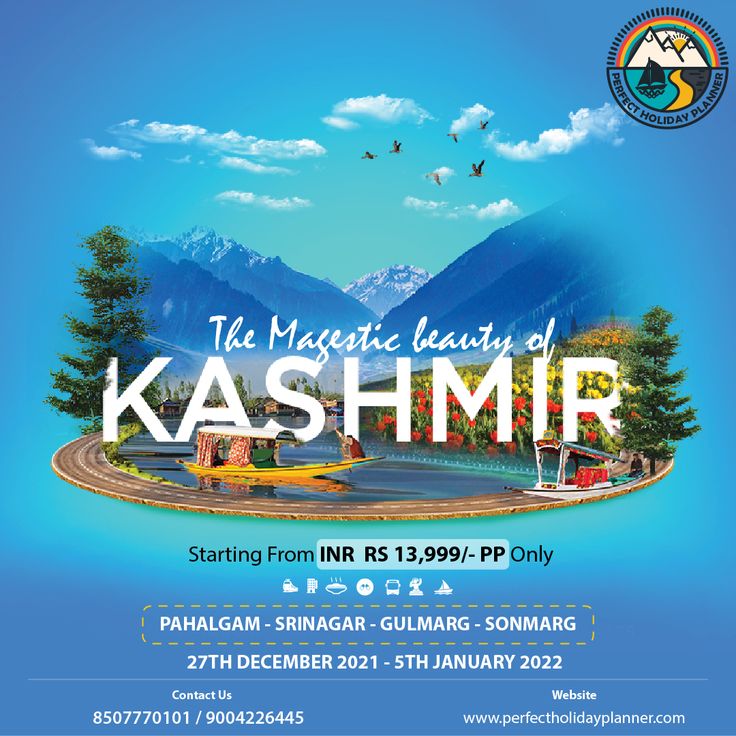 PERFECT HOLIDAY PLANNER
The Magestic beauty of
KASHMIR
Starting From INR RS 13,999/- PP Only
PAHALGAM - SRINAGAR - GULMARG - SONMARG
27TH DECEMBER 2021 - 5TH JANUARY 2022
Contact Us
8507770101 / 9004226445
Website
www.perfectholidayplanner.com